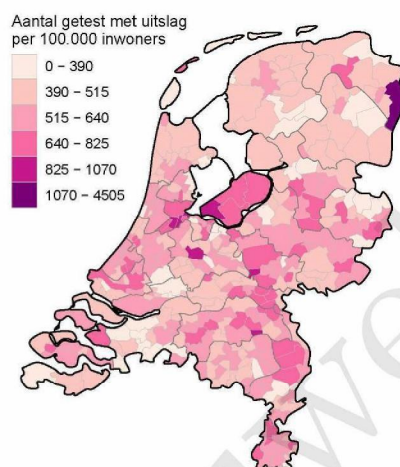 Aantal getest met uitslag
per 100.000 inwoners
0 – 390
390 – 515
515 – 640
640 – 825
825 – 1070
1070 – 4505